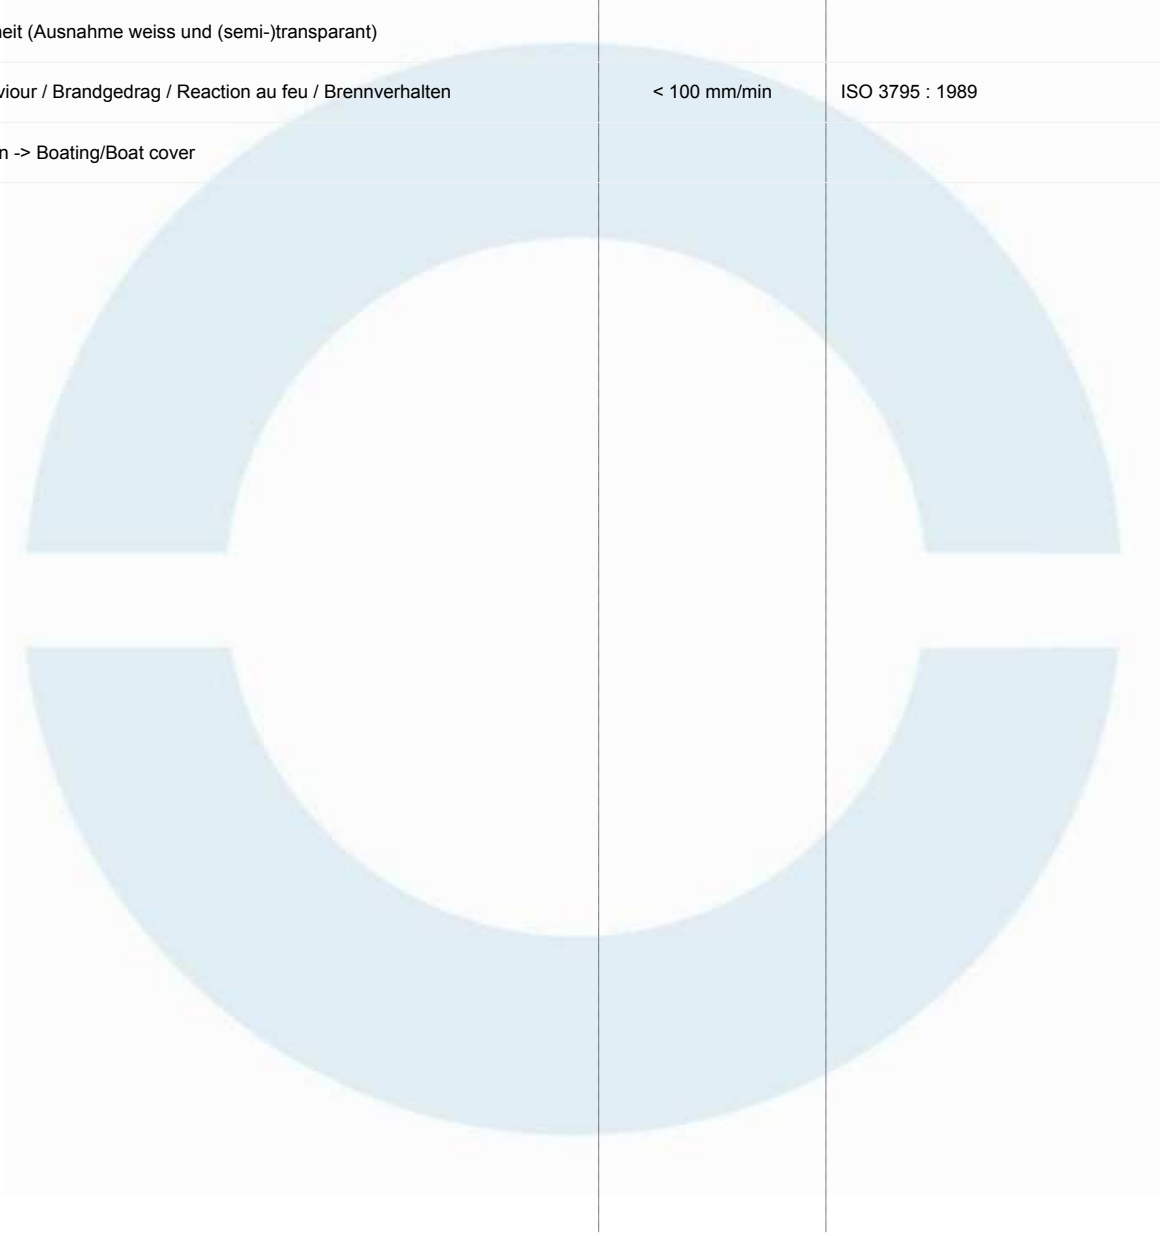 eit (Ausnahme weiss und (semi-)transparant)
viour / Brandgedrag / Reaction au feu / Brennverhalten < 100 mm/min ISO 3795 : 1989
n -> Boating/Boat cover